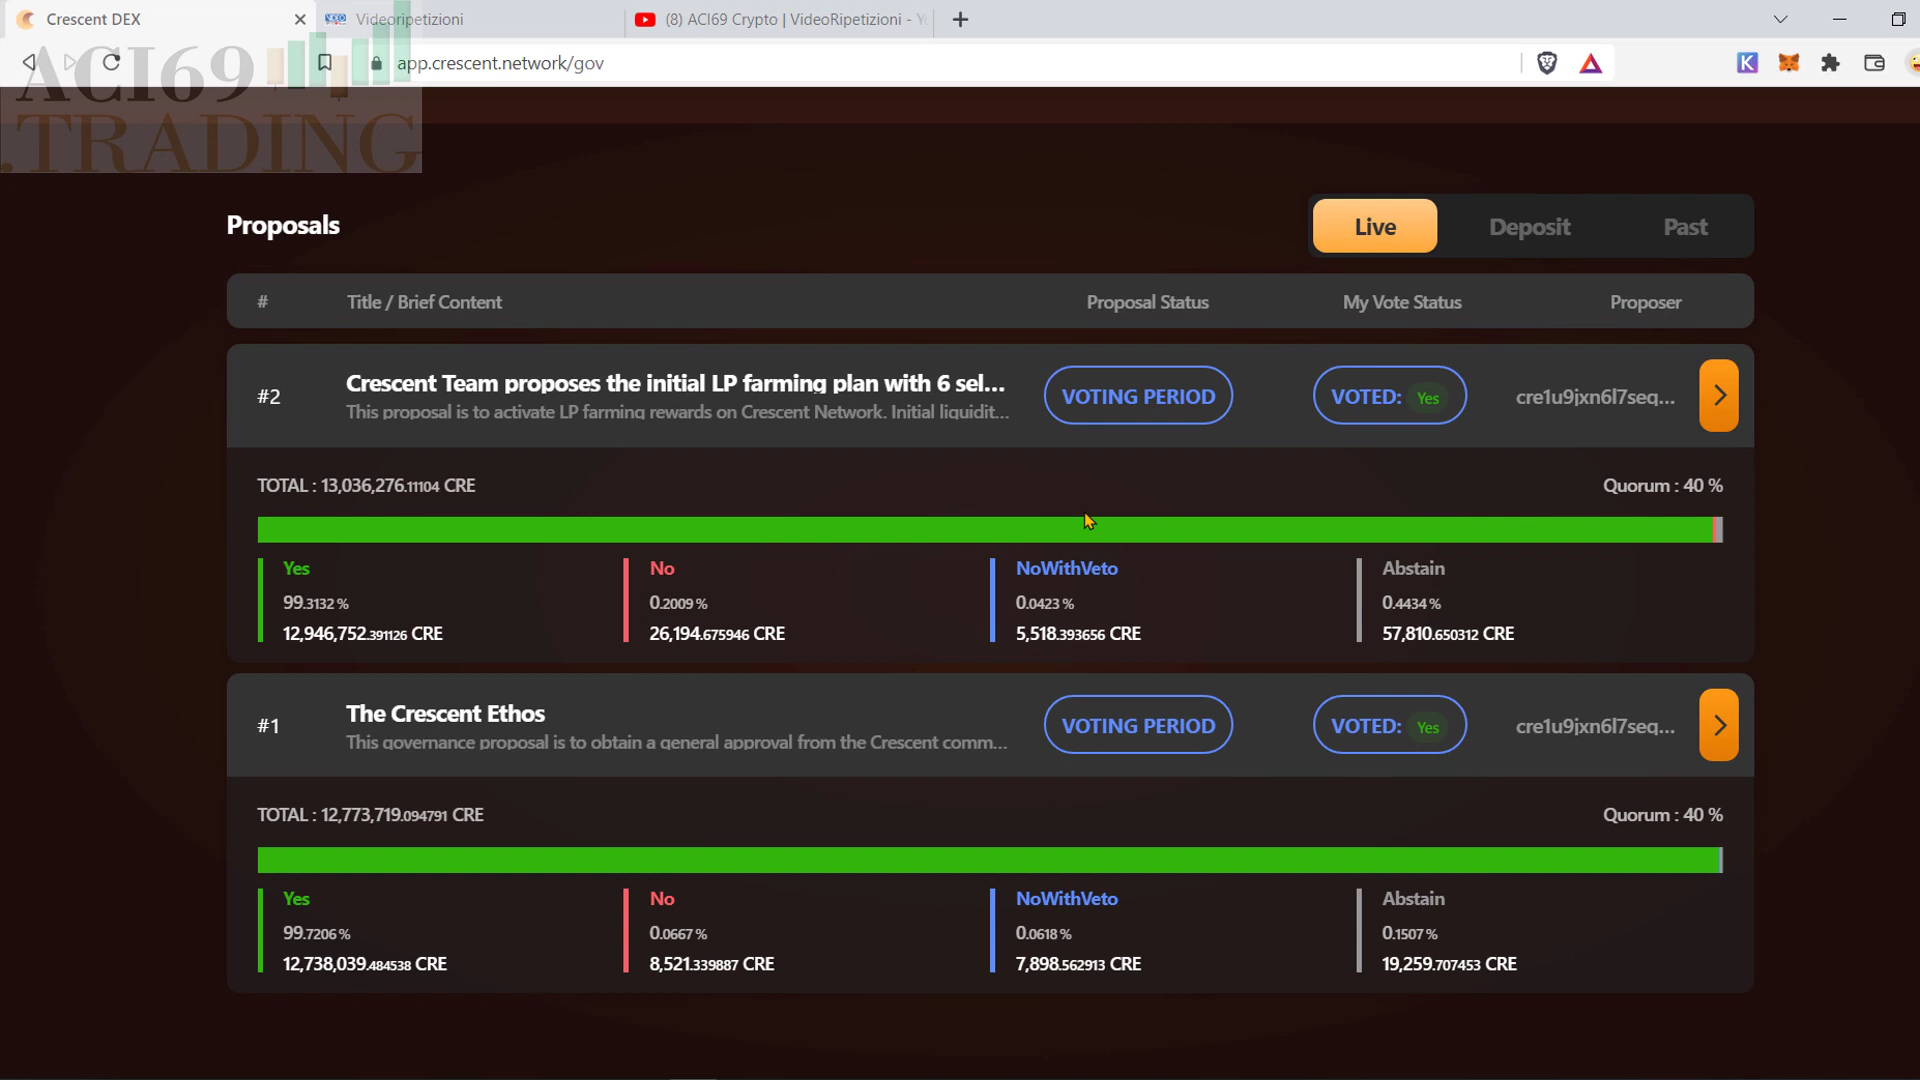 Crescent DEX
Videoripetizioni
(8) ACI69 Crypto | VideoRipetizioni - Yo
app.crescent.network/gov
ACI69
.TRADING
Proposals
Live
Deposit
Past
# Title / Brief Content Proposal Status My Vote Status Proposer
#2
Crescent Team proposes the initial LP farming plan with 6 sel...
This proposal is to activate LP farming rewards on Crescent Network. Initial liquidit...
VOTING PERIOD
VOTED: Yes
cre1u9jxn6l7seq...
TOTAL : 13,036,276.11104 CRE
Quorum : 40 %
Yes
99.3132 %
12,946,752.391126 CRE
No
0.2009 %
26,194.675946 CRE
NoWithVeto
0.0423 %
5,518.393656 CRE
Abstain
0.4434 %
57,810.650312 CRE
#1
The Crescent Ethos
This governance proposal is to obtain a general approval from the Crescent comm...
VOTING PERIOD
VOTED: Yes
cre1u9jxn6l7seq...
TOTAL : 12,773,719.094791 CRE
Quorum : 40 %
Yes
99.7206 %
12,738,039.484538 CRE
No
0.0667 %
8,521.339887 CRE
NoWithVeto
0.0618 %
7,898.562913 CRE
Abstain
0.1507 %
19,259.707453 CRE